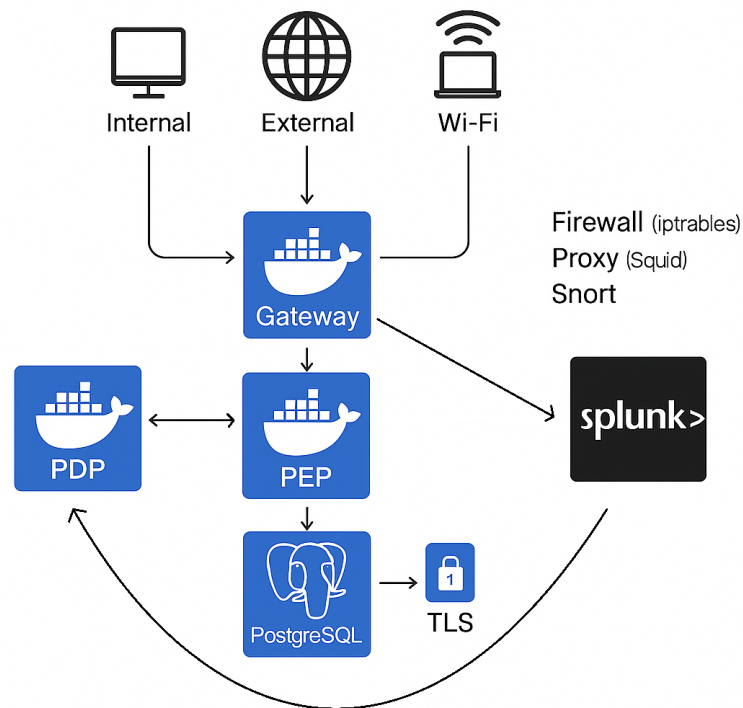 Internal
External
Wi-Fi
Firewall (iptrables)
Proxy (Squid)
Snort
Gateway
splunk>
PDP
PEP
1
TLS
PostgreSQL